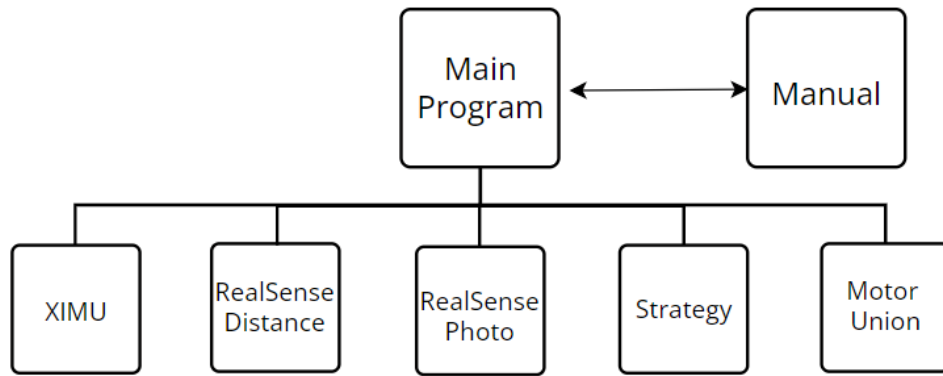 Main
Program
Manual
XIMU
RealSense
Distance
RealSense
Photo
Strategy
Motor
Union